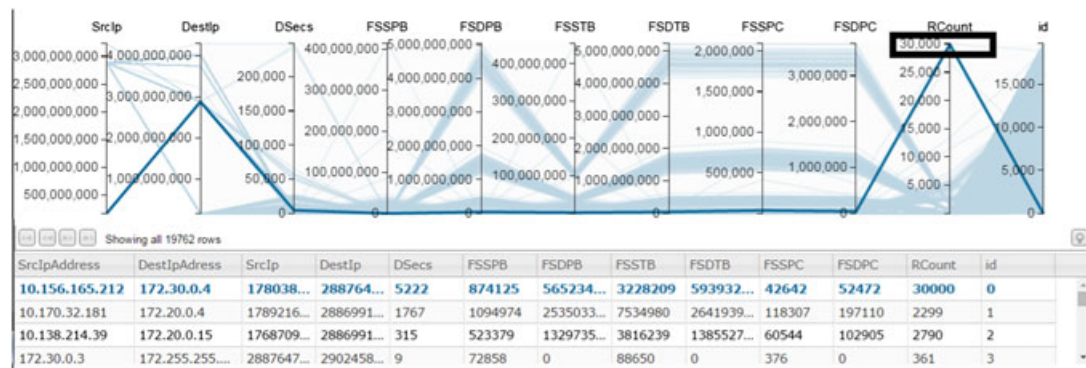 SrcIp DestIp DSecs FSSPB FSDPB FSSTB FSDTB FSSPC FSDPC RCount id
3,000,000,000 4,000,000,000 400,000,000 5,000,000,000 5,000,000,000 2,000,000 30,000
200,000 4,000,000,000 400,000,000 4,000,000,000 3,000,000 25,000 15,000
2,500,000,000 3,000,000,000 300,000,000 1,500,000
2,000,000,000 150,000 3,000,000,000 300,000,000 3,000,000,000 20,000
1,500,000,000 2,000,000,000 100,000 200,000,000 2,000,000,000 200,000,000 2,000,000,000 1,000,000 2,000,000 15,000 10,000
1,000,000,000 1,000,000,000 50,000 100,000,000 1,000,000,000 100,000,000 1,000,000,000 500,000 1,000,000 10,000 5,000
500,000,000 5,000
0 0 0 0 0 0 0 0 0
Showing all 19762 rows
SrcIpAddress DestIpAdress SrcIp DestIp DSecs FSSPB FSDPB FSSTB FSDTB FSSPC FSDPC RCount id
10.156.165.212 172.30.0.4 178038... 288764... 5222 874125 565234... 3228209 593932... 42642 52472 30000 0
10.170.32.181 172.20.0.4 1789216... 2886991... 1767 1094974 2535033... 7534980 2641939... 118307 197110 2299 1
10.138.214.39 172.20.0.15 1768709... 2886991... 315 523379 1329735... 3816239 1385527... 60544 102905 2790 2
172.30.0.3 172.255.255.... 2887647... 2902458... 9 72858 0 88650 0 376 0 361 3